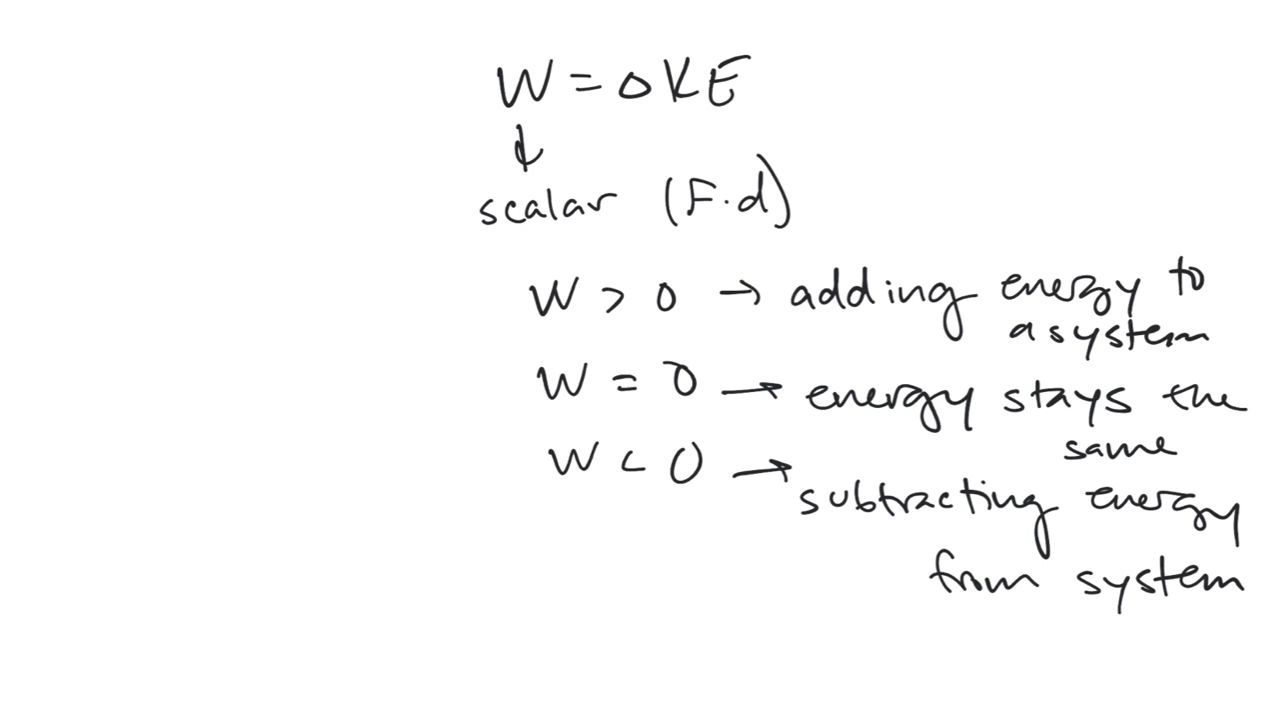 W = ΔKE
↓
scalar (F·d)
W > 0 → adding energy to
a system
W = 0 → energy stays the
same
W < 0 →
subtracting energy
from system